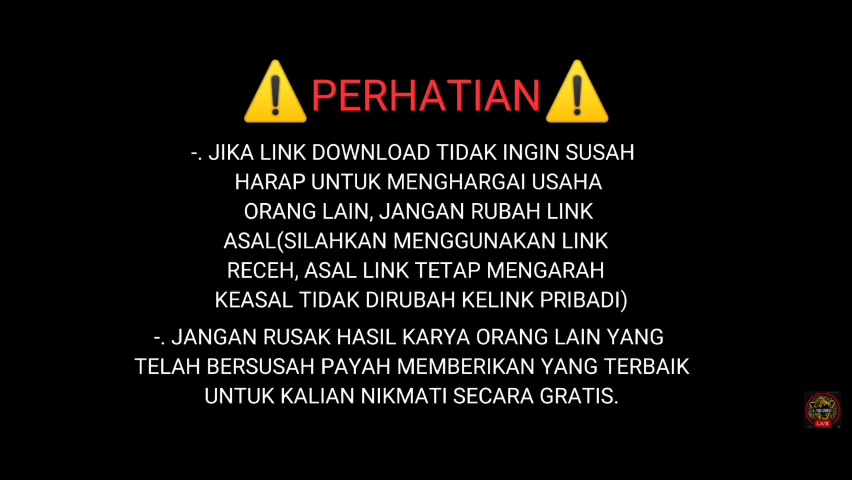 ⚠️PERHATIAN⚠️
-. JIKA LINK DOWNLOAD TIDAK INGIN SUSAH
HARAP UNTUK MENGHARGAI USAHA
ORANG LAIN, JANGAN RUBAH LINK
ASAL(SILAHKAN MENGGUNAKAN LINK
RECEH, ASAL LINK TETAP MENGARAH
KEASAL TIDAK DIRUBAH KELINK PRIBADI)
-. JANGAN RUSAK HASIL KARYA ORANG LAIN YANG
TELAH BERSUSAH PAYAH MEMBERIKAN YANG TERBAIK
UNTUK KALIAN NIKMATI SECARA GRATIS.